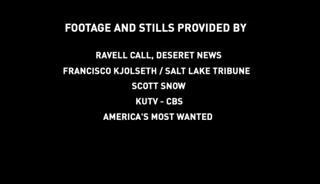 FOOTAGE AND STILLS PROVIDED BY
RAVELL CALL, DESERET NEWS
FRANCISCO KJOLSETH / SALT LAKE TRIBUNE
SCOTT SNOW
KUTV - CBS
AMERICA'S MOST WANTED